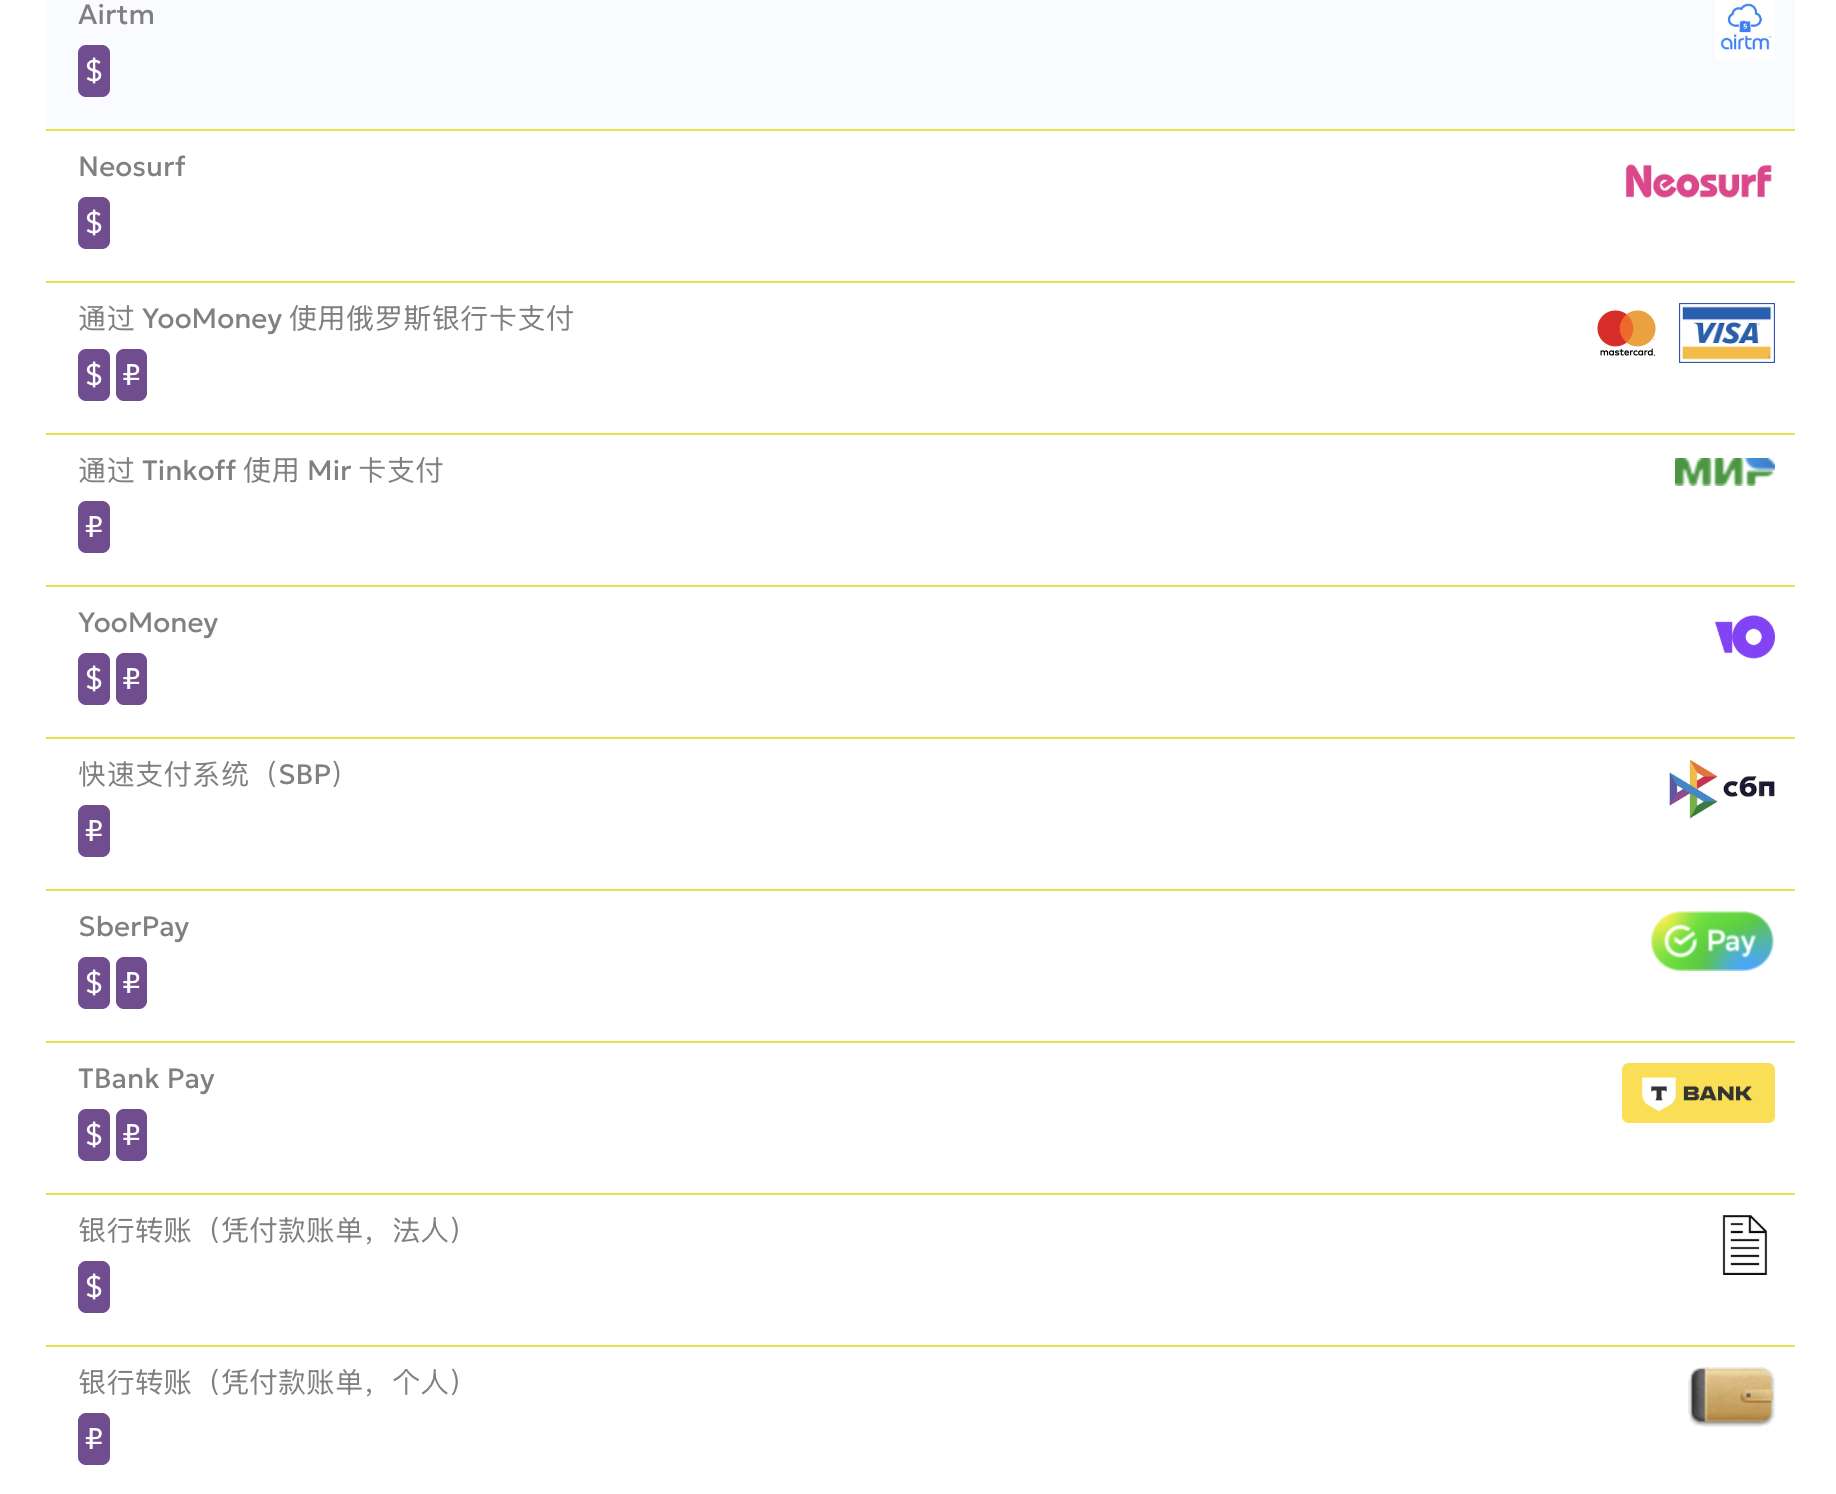 Airtm
airtm
$
Neosurf
Neosurf
$
通过 YooMoney 使用俄罗斯银行卡支付
mastercard.
VISA
$ ₽
通过 Tinkoff 使用 Mir 卡支付
МИР
₽
YooMoney
Ю
$ ₽
快速支付系统（SBP）
сбп
₽
SberPay
Pay
$ ₽
TBank Pay
T BANK
$ ₽
银行转账（凭付款账单，法人）
$
银行转账（凭付款账单，个人）
₽